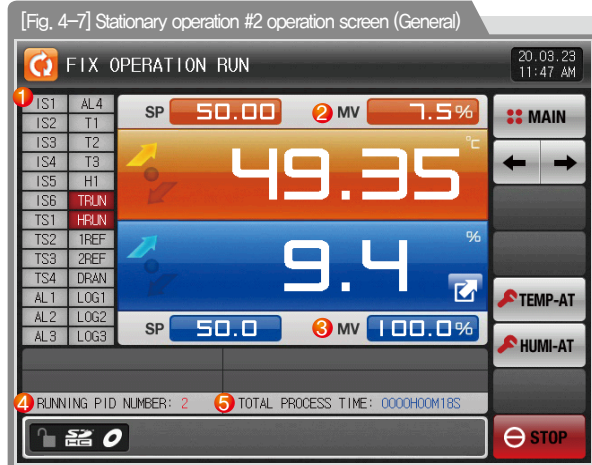 [Fig. 4-7] Stationary operation #2 operation screen (General)
FIX OPERATION RUN
20.03.23
11:47 AM
1
IS1 AL4
IS2 T1
IS3 T2
IS4 T3
IS5 H1
IS6 TRUN
TS1 HRUN
TS2 1REF
TS3 2REF
TS4 DRAN
AL1 LOG1
AL2 LOG2
AL3 LOG3
SP 50.00 2 MV 7.5%
49.35 °C
9.4 %
SP 50.0 3 MV 100.0%
MAIN
TEMP-AT
HUMI-AT
STOP
4 RUNNING PID NUMBER: 2 5 TOTAL PROCESS TIME: 0000H00M18S
SD HC